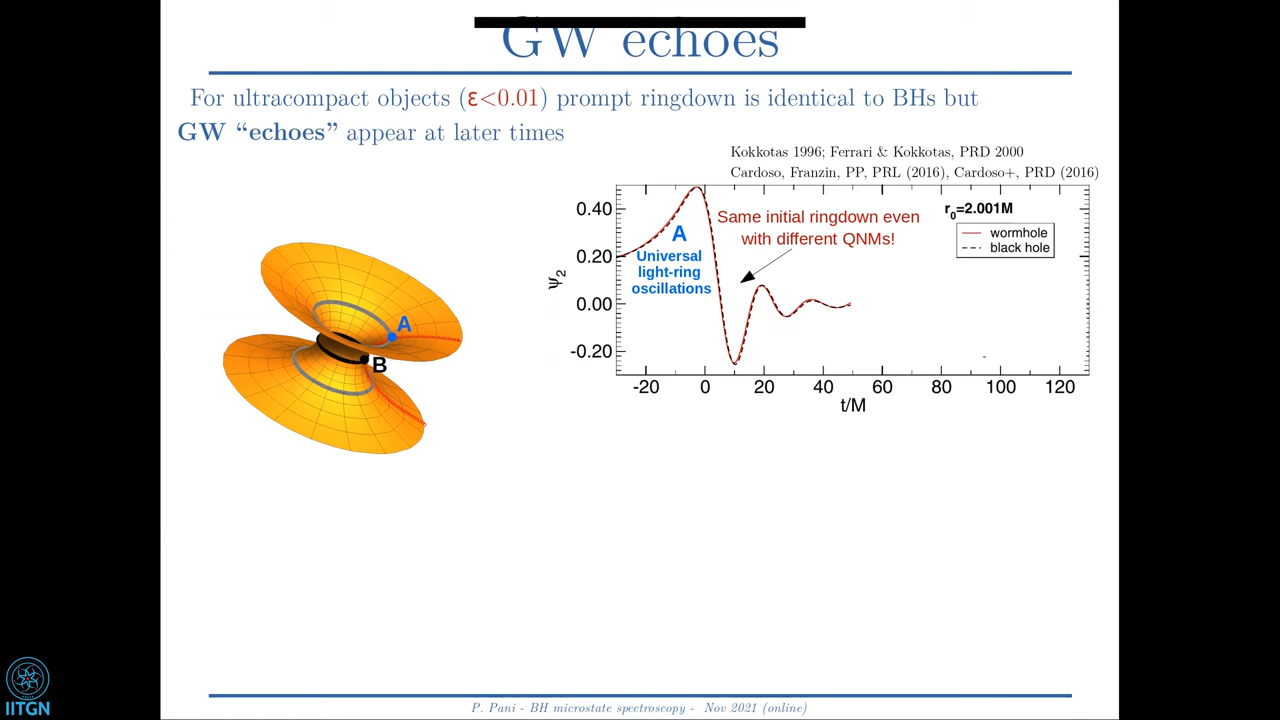 GW echoes
For ultracompact objects (ε<0.01) prompt ringdown is identical to BHs but
GW “echoes” appear at later times
Kokkotas 1996; Ferrari & Kokkotas, PRD 2000
Cardoso, Franzin, PP, PRL (2016), Cardoso+, PRD (2016)
A
B
0.40
0.20
0.00
-0.20
ψ2
A
Universal
light-ring
oscillations
Same initial ringdown even
with different QNMs!
r0=2.001M
wormhole
black hole
-20 0 20 40 60 80 100 120
t/M
P. Pani - BH microstate spectroscopy - Nov 2021 (online)
IITGN